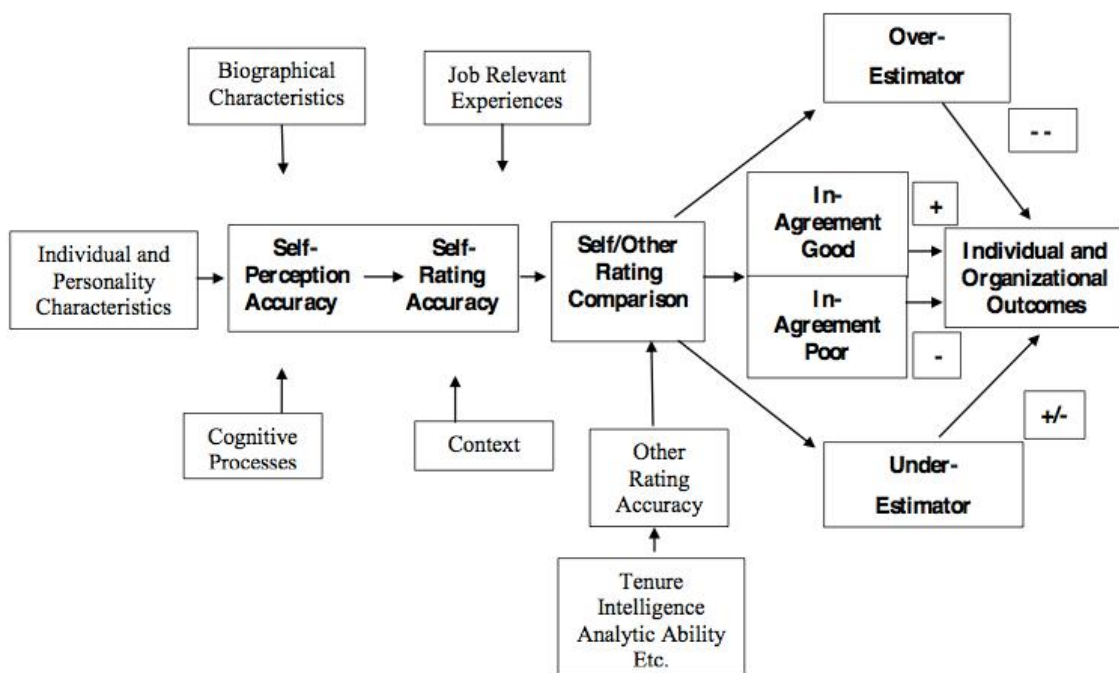 Over-
Estimator
Biographical
Characteristics
Job Relevant
Experiences
- -
In-
Agreement
Good
+
Individual and
Personality
Characteristics
Self-
Perception
Accuracy
Self-
Rating
Accuracy
Self/Other
Rating
Comparison
Individual and
Organizational
Outcomes
In-
Agreement
Poor
-
Cognitive
Processes
Context
Other
Rating
Accuracy
+/-
Under-
Estimator
Tenure
Intelligence
Analytic Ability
Etc.